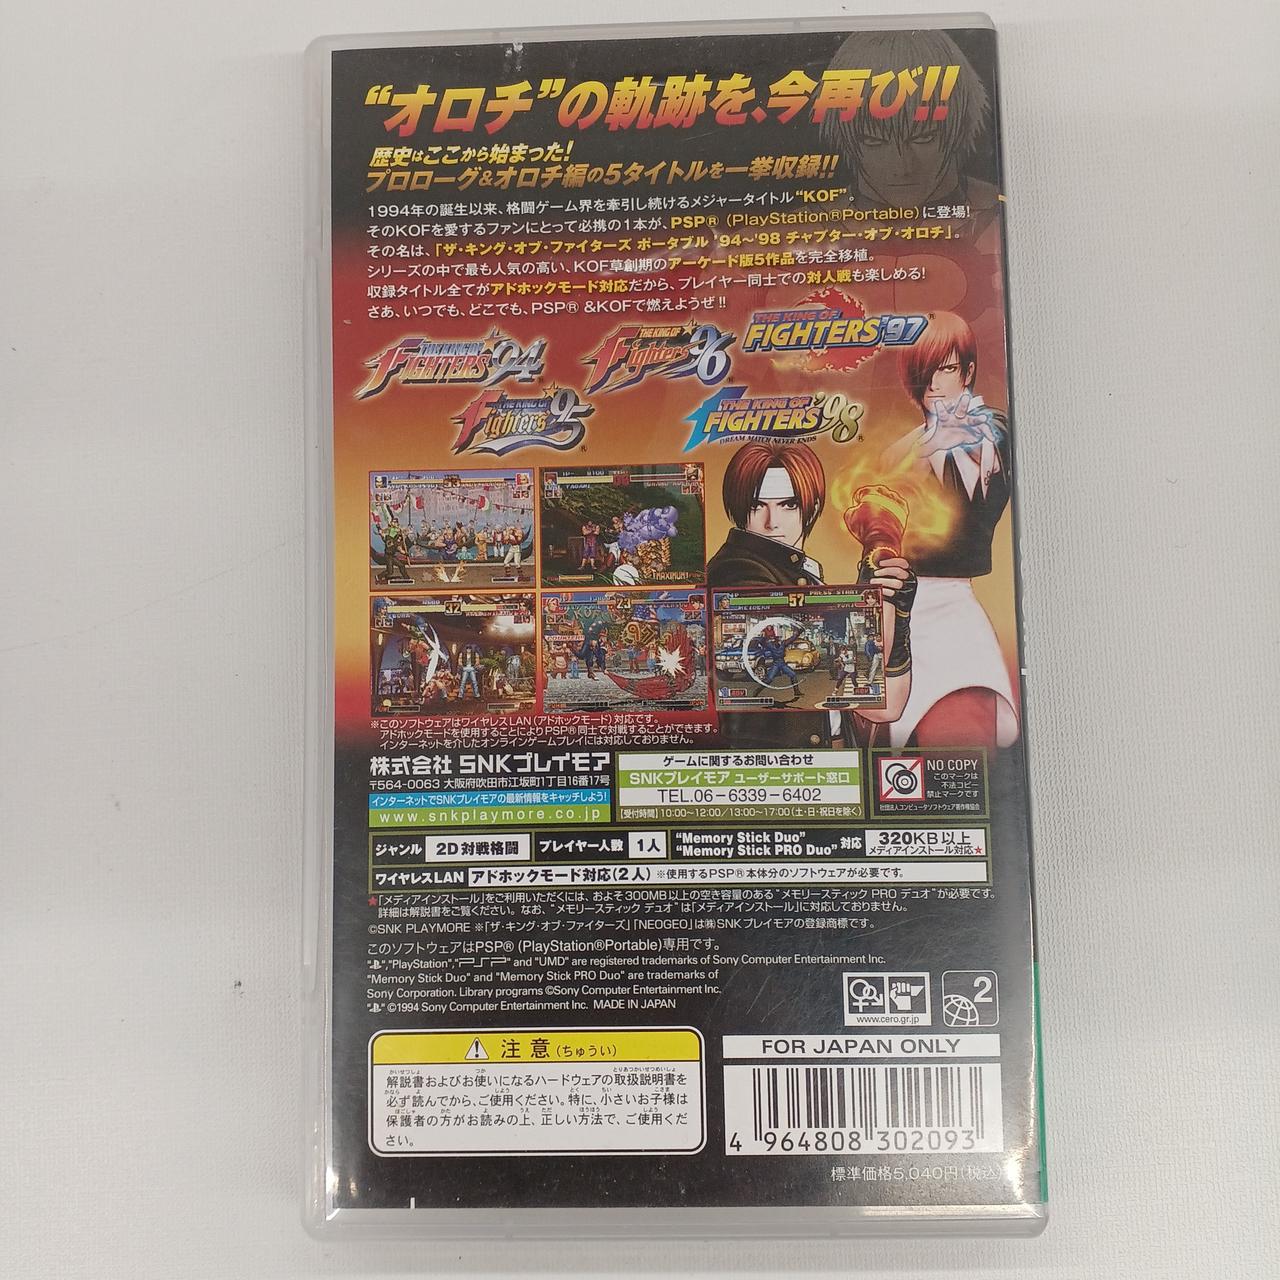 “オロチ”の軌跡を、今再び!!
歴史はここから始まった!
プロローグ&オロチ編の5タイトルを一挙収録!!
1994年の誕生以来、格闘ゲーム界を牽引し続けるメジャータイトル“KOF”。
そのKOFを愛するファンにとって必携の1本が、PSP® (PlayStation®Portable)に登場!
その名は、「ザ・キング・オブ・ファイターズ ポータブル '94~'98 チャプター・オブ・オロチ」。
シリーズの中で最も人気の高い、KOF草創期のアーケード版5作品を完全移植。
収録タイトル全てがアドホックモード対応だから、プレイヤー同士での対人戦も楽しめる!
さあ、いつでも、どこでも、PSP® &KOFで燃えようぜ!!
THE KING OF FIGHTERS '94
THE KING OF Fighters '96
THE KING OF FIGHTERS '97
THE KING OF Fighters '95
THE KING OF FIGHTERS '98
DREAM MATCH NEVER ENDS
YAGAMI
MAXIMUM!
32
23
57
PRESS START
※このソフトウェアはワイヤレスLAN(アドホックモード)対応です。
アドホックモードを使用することによりPSP®同士で対戦することができます。
インターネットを介したオンラインゲームプレイには対応しておりません。
株式会社 SNKプレイモア
〒564-0063 大阪府吹田市江坂町1丁目16番17号
インターネットでSNKプレイモアの最新情報をキャッチしよう!
www.snkplaymore.co.jp
ゲームに関するお問い合わせ
SNKプレイモア ユーザーサポート窓口
TEL.06-6339-6402
[受付時間]10:00~12:00/13:00~17:00(土・日・祝日を除く)
NO COPY
このマークは
不法コピー
禁止マークです
社団法人コンピュータソフトウェア著作権協会
ジャンル 2D対戦格闘 プレイヤー人数 1人 “Memory Stick Duo” “Memory Stick PRO Duo” 対応 320KB以上 メディアインストール対応★
ワイヤレスLAN アドホックモード対応(2人) ※使用するPSP®本体分のソフトウェアが必要です。
★「メディアインストール」をご利用いただくには、およそ300MB以上の空き容量のある“メモリースティック PRO デュオ”が必要です。
詳細は解説書をご覧ください。なお、“メモリースティック デュオ”は「メディアインストール」に対応しておりません。
©SNK PLAYMORE ※「ザ・キング・オブ・ファイターズ」「NEOGEO」は㈱SNKプレイモアの登録商標です。
このソフトウェアはPSP® (PlayStation®Portable)専用です。
"","PlayStation","PSP" and "UMD" are registered trademarks of Sony Computer Entertainment Inc.
"Memory Stick Duo" and "Memory Stick PRO Duo" are trademarks of
Sony Corporation. Library programs ©Sony Computer Entertainment Inc.
"" ©1994 Sony Computer Entertainment Inc. MADE IN JAPAN
www.cero.gr.jp
2
注意(ちゅうい)
解説書およびお使いになるハードウェアの取扱説明書を
必ず読んでから、ご使用ください。特に、小さいお子様は
保護者の方がお読みの上、正しい方法で、ご使用くだ
さい。
FOR JAPAN ONLY
4 964808 302093
標準価格5,040円(税込)